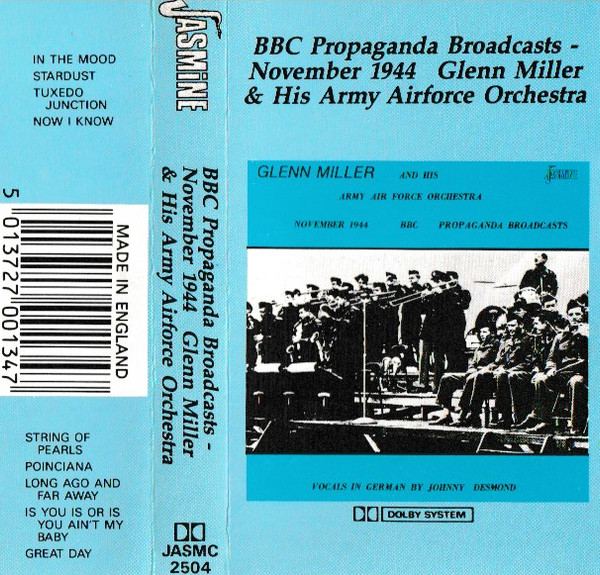 IN THE MOOD
STARDUST
TUXEDO
JUNCTION
NOW I KNOW
5 013727 001347
MADE IN ENGLAND
STRING OF
PEARLS
POINCIANA
LONG AGO AND
FAR AWAY
IS YOU IS OR IS
YOU AIN'T MY
BABY
GREAT DAY
JASMINE
BBC Propaganda Broadcasts -
November 1944 Glenn Miller
& His Army Airforce Orchestra
JASMC
2504
BBC Propaganda Broadcasts -
November 1944 Glenn Miller
& His Army Airforce Orchestra
GLENN MILLER AND HIS
JASMINE
ARMY AIR FORCE ORCHESTRA
NOVEMBER 1944 BBC PROPAGANDA BROADCASTS
VOCALS IN GERMAN BY JOHNNY DESMOND
DOLBY SYSTEM